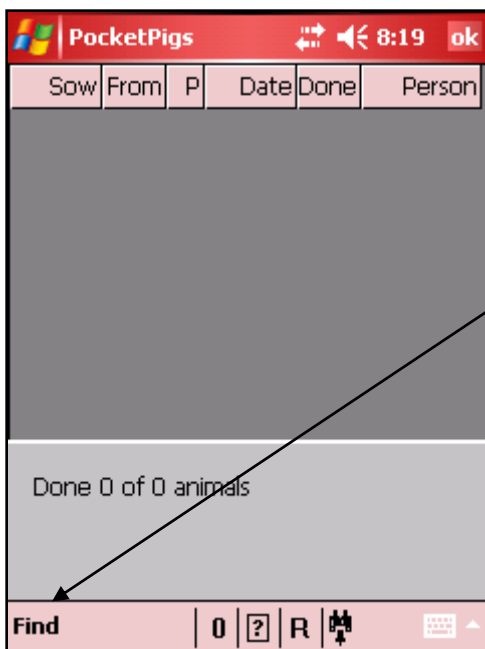 PocketPigs 8:19 ok
Sow From P Date Done Person
Done 0 of 0 animals
Find 0 ? R